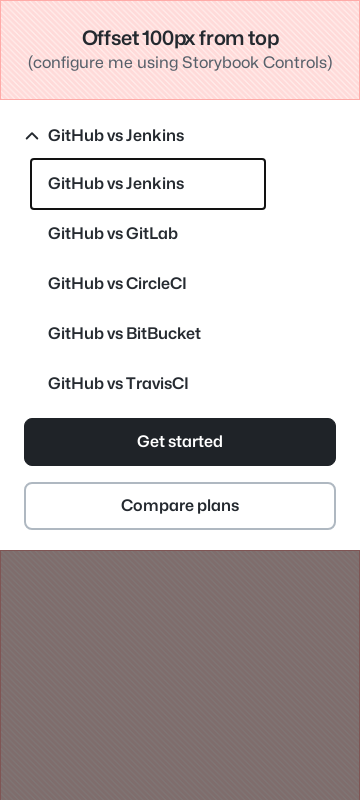 Offset 100px from top
(configure me using Storybook Controls)
GitHub vs Jenkins
GitHub vs Jenkins
GitHub vs GitLab
GitHub vs CircleCI
GitHub vs BitBucket
GitHub vs TravisCI
Get started
Compare plans